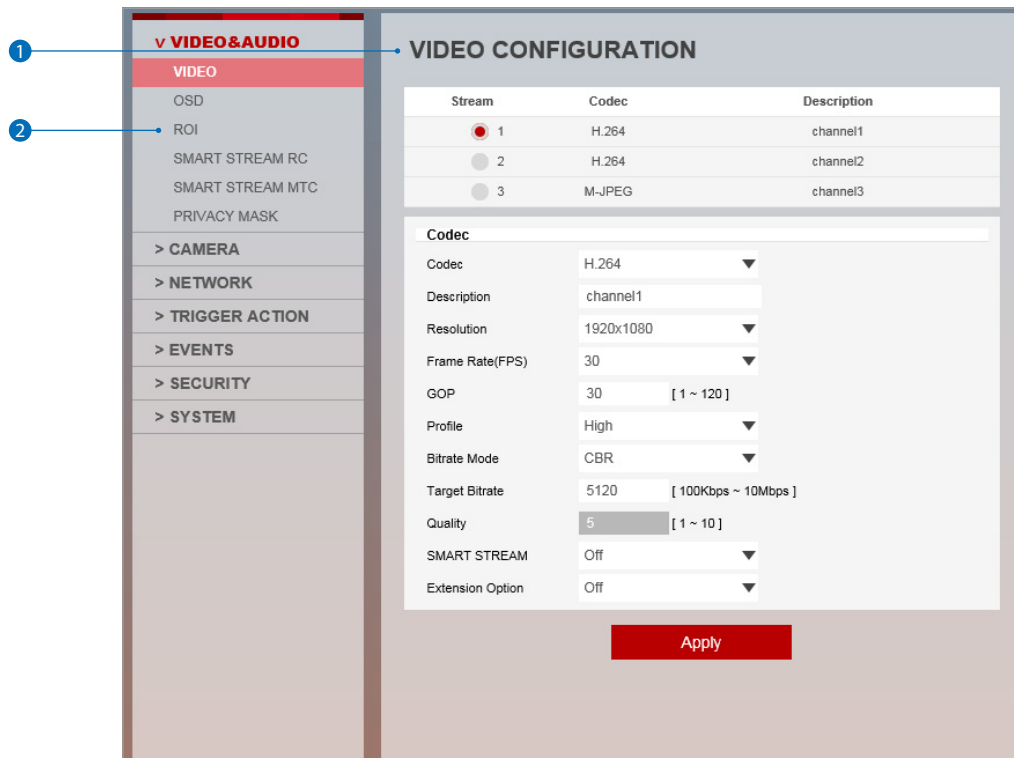 1
2
v VIDEO&AUDIO
VIDEO
OSD
ROI
SMART STREAM RC
SMART STREAM MTC
PRIVACY MASK
> CAMERA
> NETWORK
> TRIGGER ACTION
> EVENTS
> SECURITY
> SYSTEM
VIDEO CONFIGURATION
Stream Codec Description
1 H.264 channel1
2 H.264 channel2
3 M-JPEG channel3
Codec
Codec H.264
Description channel1
Resolution 1920x1080
Frame Rate(FPS) 30
GOP 30 [ 1 ~ 120 ]
Profile High
Bitrate Mode CBR
Target Bitrate 5120 [ 100Kbps ~ 10Mbps ]
Quality 5 [ 1 ~ 10 ]
SMART STREAM Off
Extension Option Off
Apply